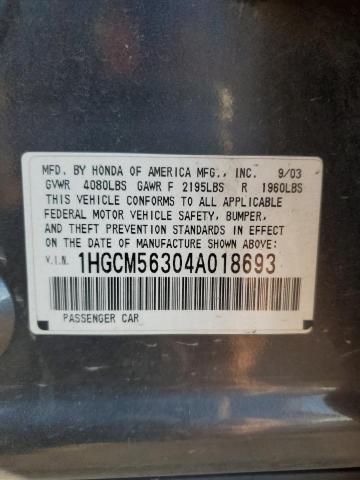 MFD. BY HONDA OF AMERICA MFG., INC. 9/03
GVWR 4080LBS GAWR F 2195LBS R 1960LBS
THIS VEHICLE CONFORMS TO ALL APPLICABLE
FEDERAL MOTOR VEHICLE SAFETY, BUMPER,
AND THEFT PREVENTION STANDARDS IN EFFECT
ON THE DATE OF MANUFACTURE SHOWN ABOVE:
V.I.N. 1HGCM56304A018693
PASSENGER CAR